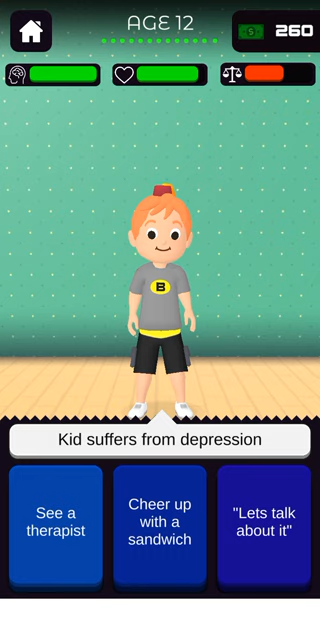 AGE 12
$
260
B
Kid suffers from depression
See a
therapist
Cheer up
with a
sandwich
"Lets talk
about it"